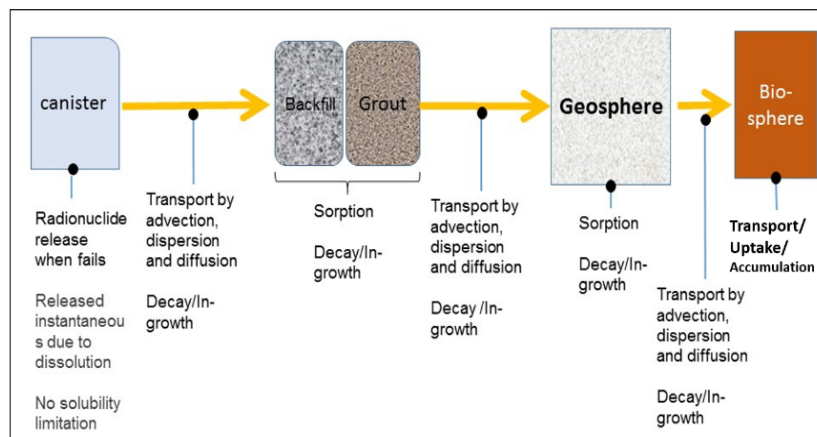 canister
Backfill
Grout
Geosphere
Bio-
sphere
Radionuclide
release
when fails
Released
instantaneou
s due to
dissolution
No solubility
limitation
Transport by
advection,
dispersion
and diffusion
Decay/In-
growth
Sorption
Decay/In-
growth
Transport by
advection,
dispersion
and diffusion
Decay /In-
growth
Sorption
Decay/In-
growth
Transport by
advection,
dispersion
and diffusion
Decay/In-
growth
Transport/
Uptake/
Accumulation